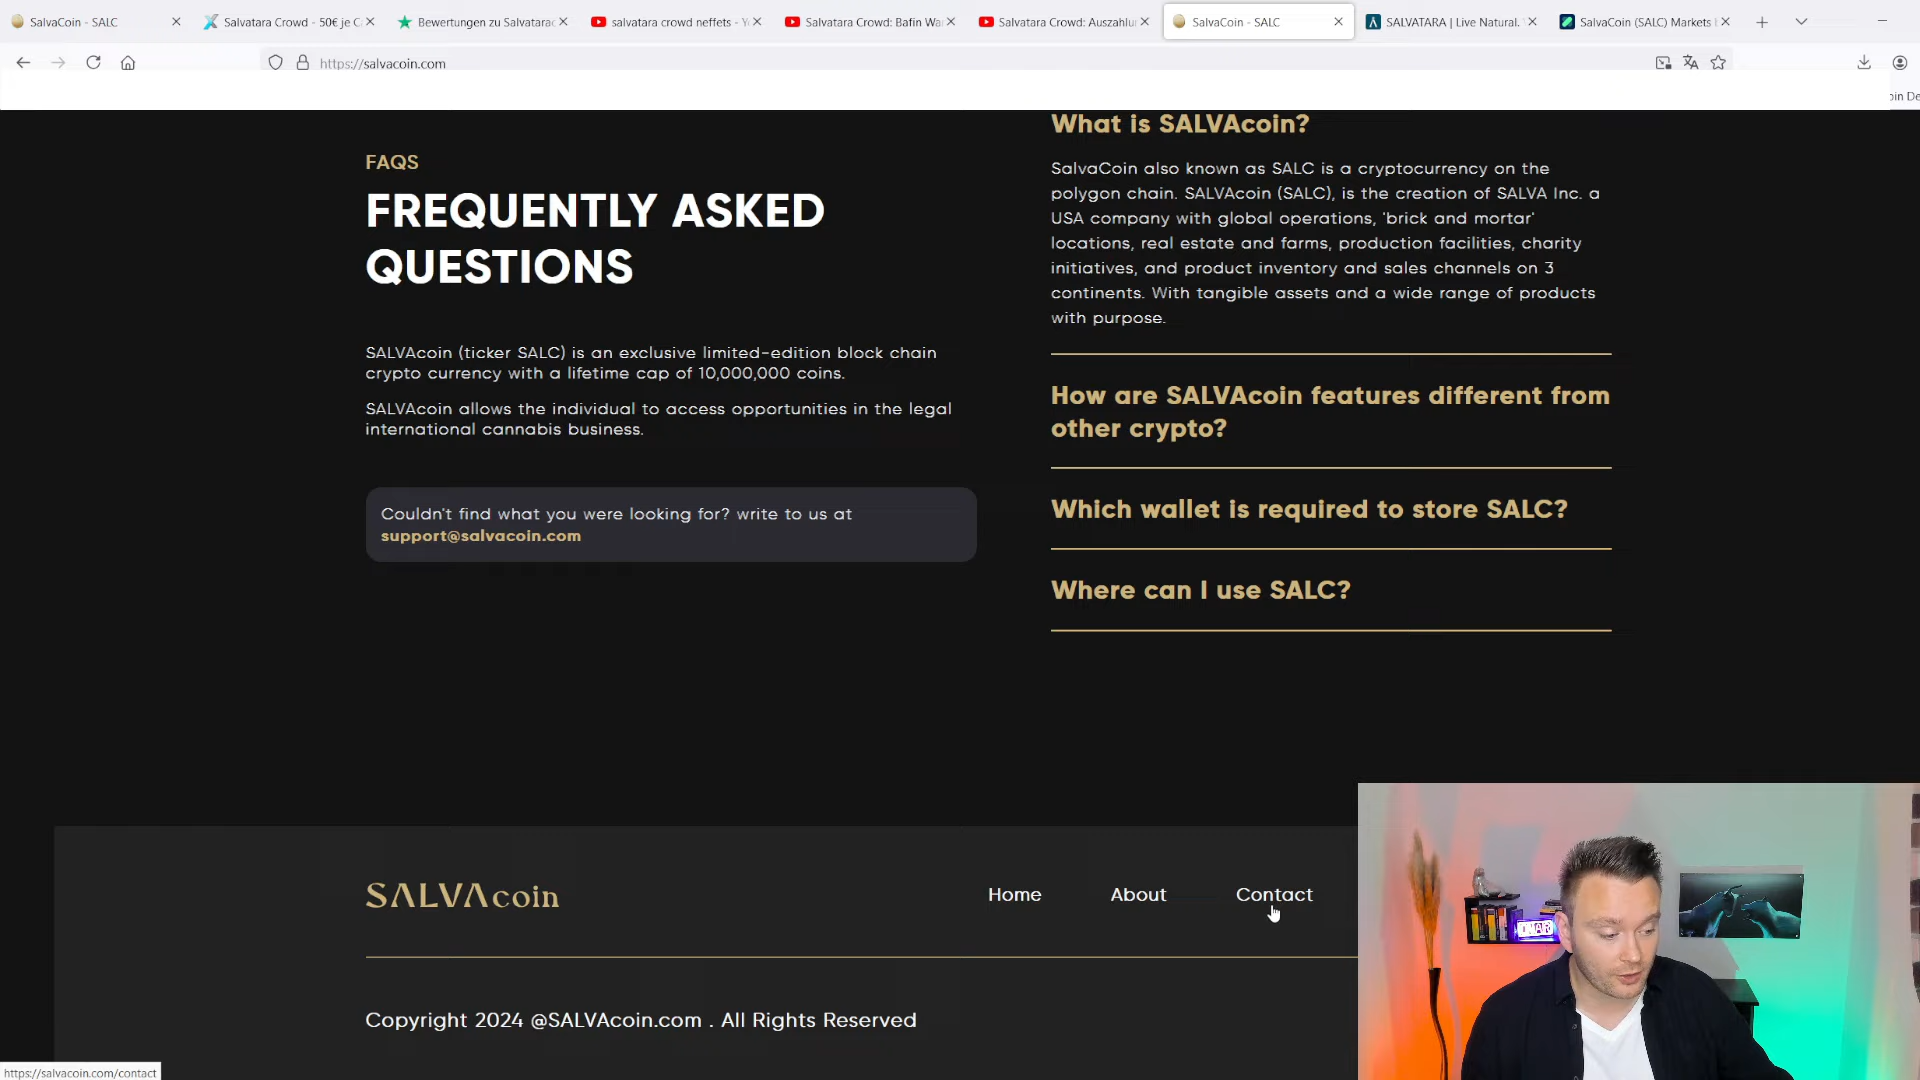 SalvaCoin - SALC
Salvatara Crowd - 50€ je C
Bewertungen zu Salvatarac
salvatara crowd neffets - Y
Salvatara Crowd: Bafin Wa
Salvatara Crowd: Auszahlu
SalvaCoin - SALC
SALVATARA | Live Natural.
SalvaCoin (SALC) Markets
https://salvacoin.com
oin De
FAQS
FREQUENTLY ASKED
QUESTIONS
SALVAcoin (ticker SALC) is an exclusive limited-edition block chain
crypto currency with a lifetime cap of 10,000,000 coins.
SALVAcoin allows the individual to access opportunities in the legal
international cannabis business.
Couldn't find what you were looking for? write to us at
support@salvacoin.com
What is SALVAcoin?
SalvaCoin also known as SALC is a cryptocurrency on the
polygon chain. SALVAcoin (SALC), is the creation of SALVA Inc. a
USA company with global operations, 'brick and mortar'
locations, real estate and farms, production facilities, charity
initiatives, and product inventory and sales channels on 3
continents. With tangible assets and a wide range of products
with purpose.
How are SALVAcoin features different from
other crypto?
Which wallet is required to store SALC?
Where can I use SALC?
SALVAcoin
Home
About
Contact
Copyright 2024 @SALVAcoin.com . All Rights Reserved
https://salvacoin.com/contact